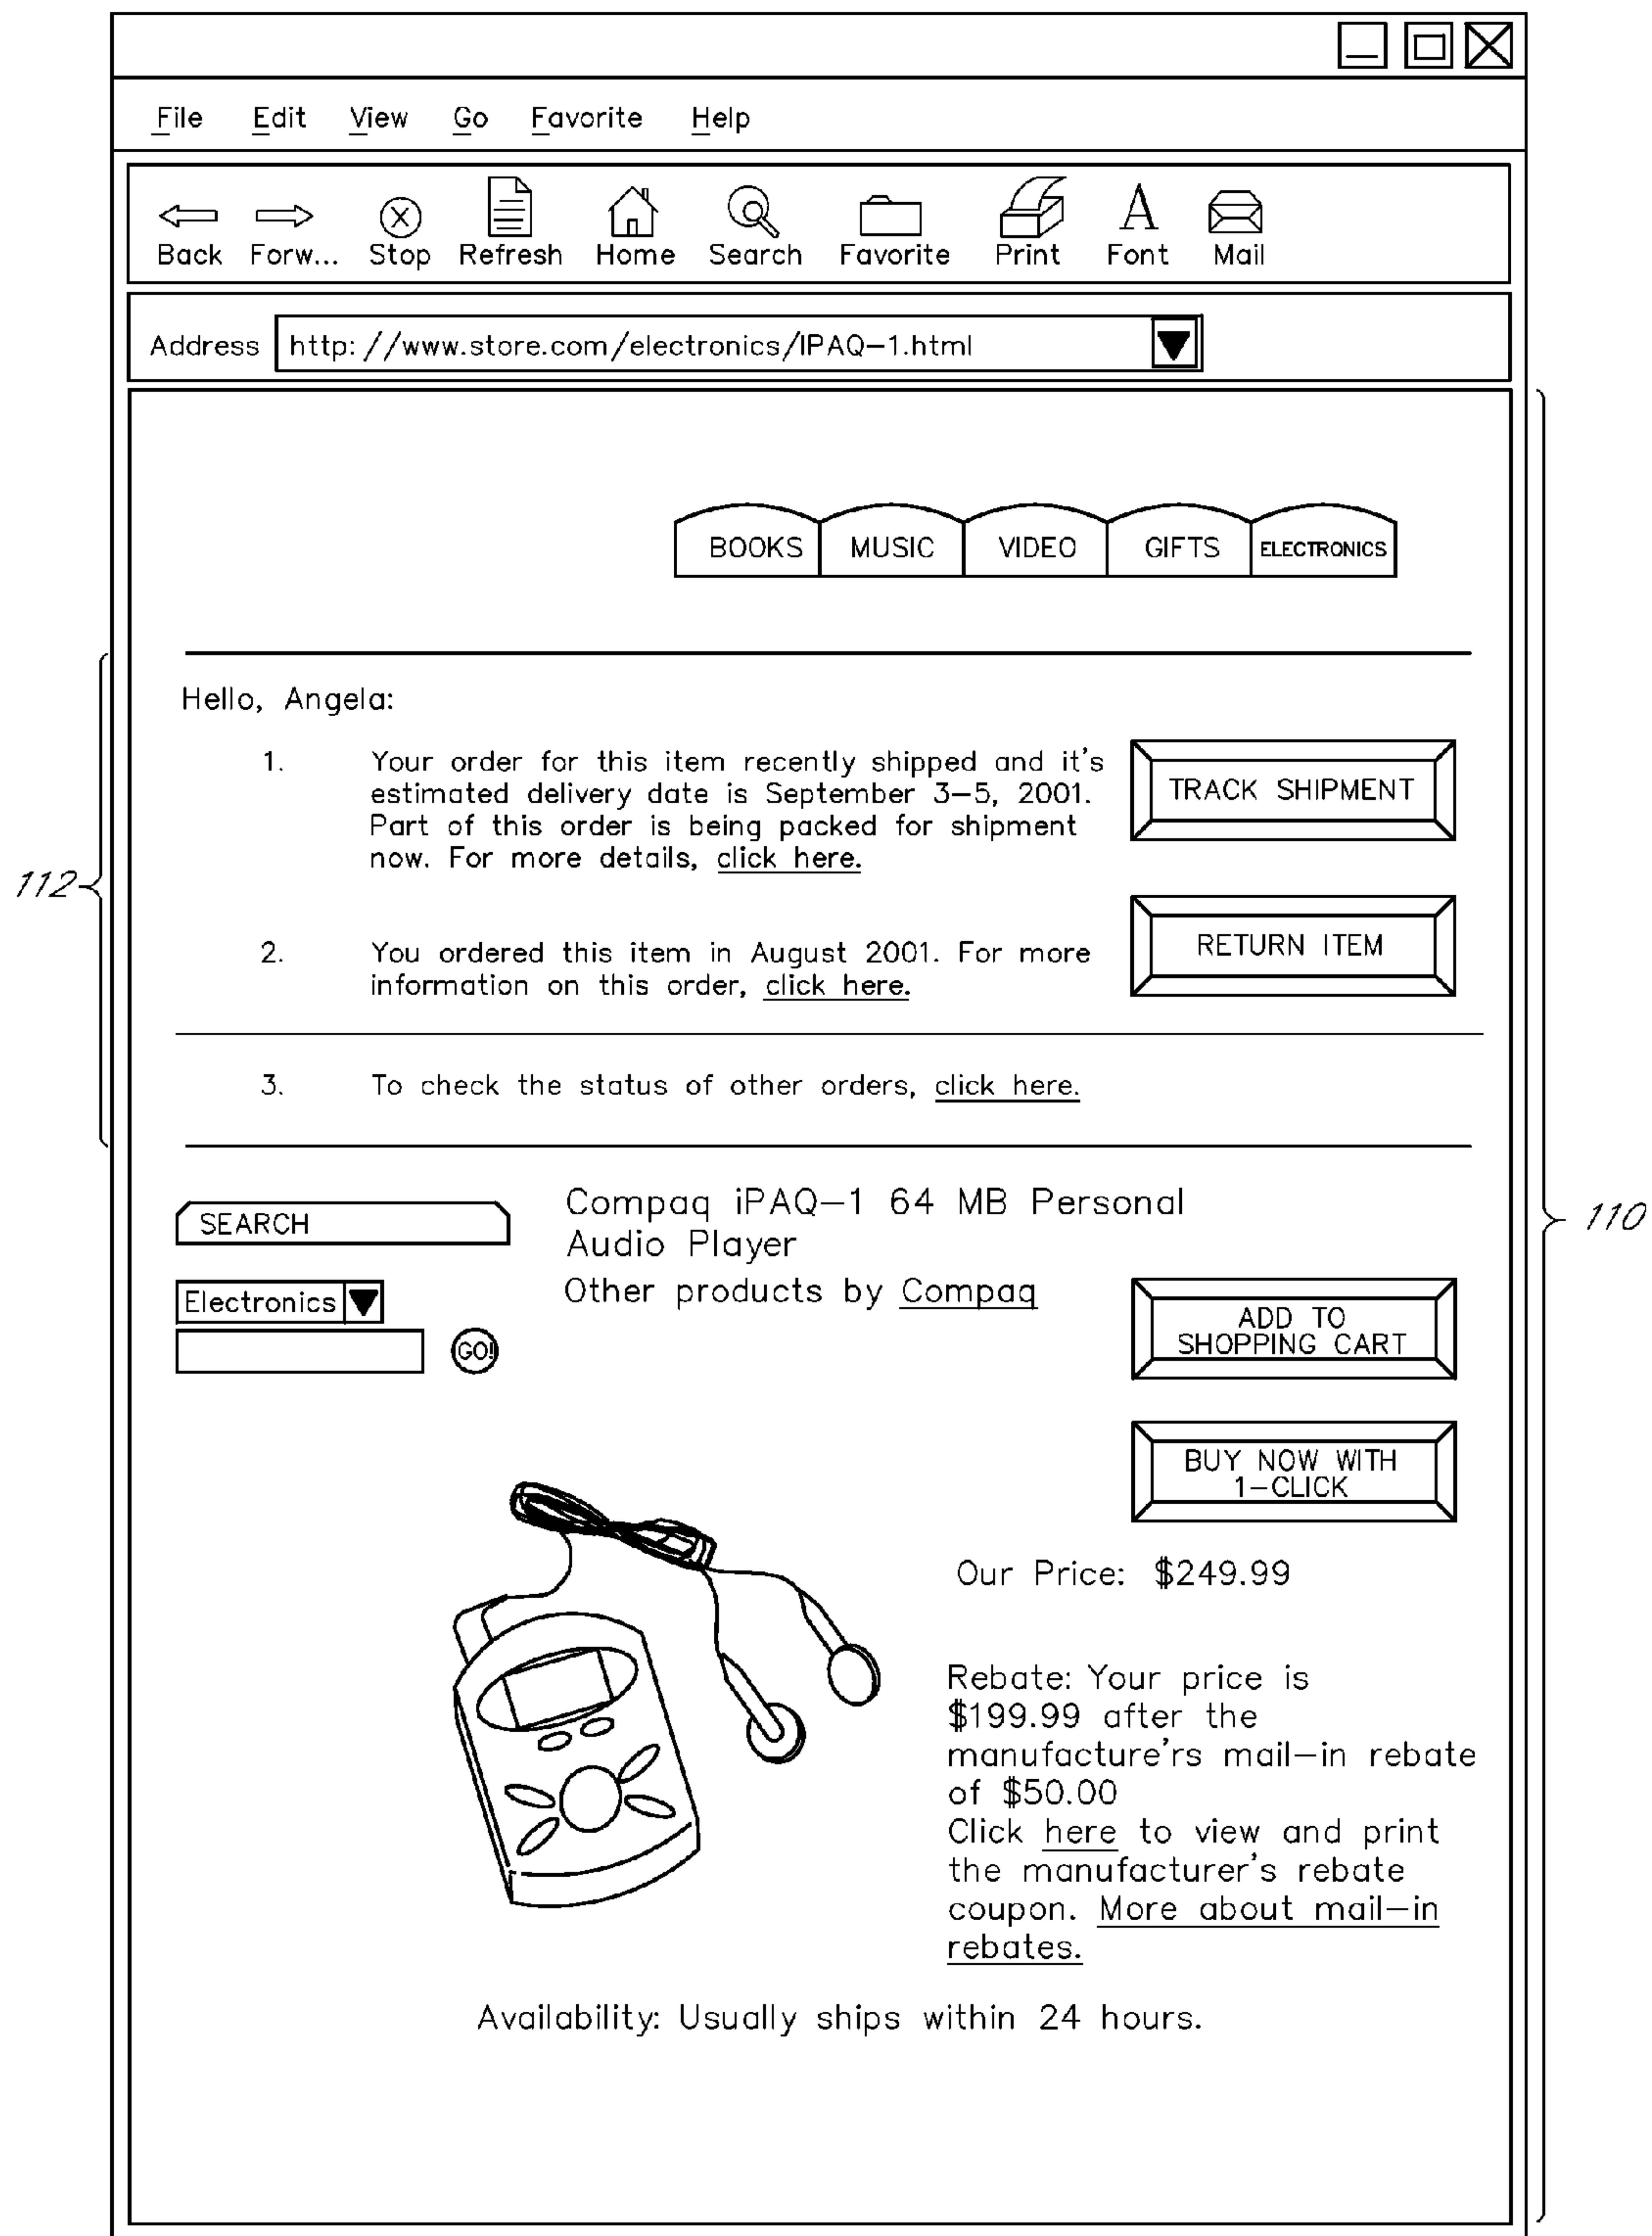 File Edit View Go Favorite Help
Back Forw... Stop Refresh Home Search Favorite Print Font Mail
Address http://www.store.com/electronics/IPAQ-1.html
BOOKS MUSIC VIDEO GIFTS ELECTRONICS
Hello, Angela:
1. Your order for this item recently shipped and it's
estimated delivery date is September 3-5, 2001.
Part of this order is being packed for shipment
now. For more details, click here.
TRACK SHIPMENT
112
2. You ordered this item in August 2001. For more
information on this order, click here.
RETURN ITEM
3. To check the status of other orders, click here.
110
SEARCH
Electronics
GO!
Compaq iPAQ-1 64 MB Personal
Audio Player
Other products by Compaq
ADD TO
SHOPPING CART
BUY NOW WITH
1-CLICK
Our Price: $249.99
Rebate: Your price is
$199.99 after the
manufacture'rs mail-in rebate
of $50.00
Click here to view and print
the manufacturer's rebate
coupon. More about mail-in
rebates.
Availability: Usually ships within 24 hours.